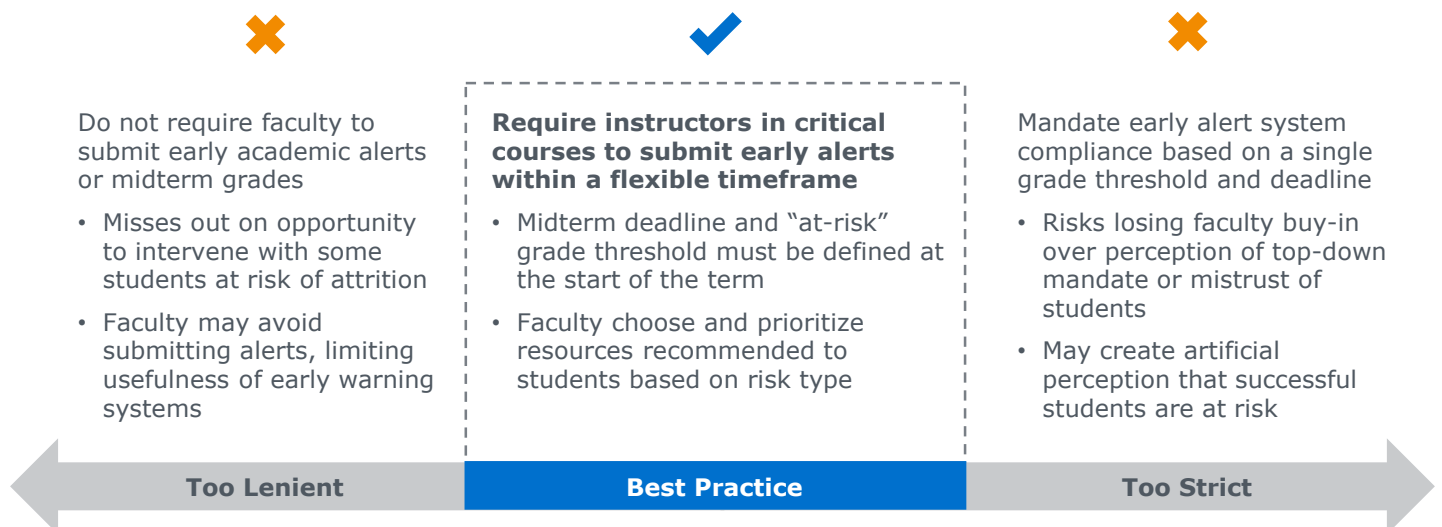 Do not require faculty to
submit early academic alerts
or midterm grades
• Misses out on opportunity
to intervene with some
students at risk of attrition
• Faculty may avoid
submitting alerts, limiting
usefulness of early warning
systems
Require instructors in critical
courses to submit early alerts
within a flexible timeframe
• Midterm deadline and “at-risk”
grade threshold must be defined at
the start of the term
• Faculty choose and prioritize
resources recommended to
students based on risk type
Mandate early alert system
compliance based on a single
grade threshold and deadline
• Risks losing faculty buy-in
over perception of top-down
mandate or mistrust of
students
• May create artificial
perception that successful
students are at risk
Too Lenient
Best Practice
Too Strict